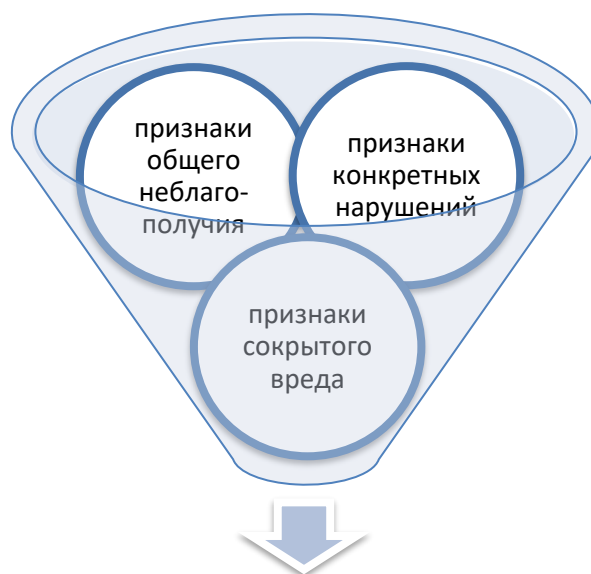 признаки
общего
неблаго-
получия
признаки
конкретных
нарушений
признаки
сокрытого
вреда